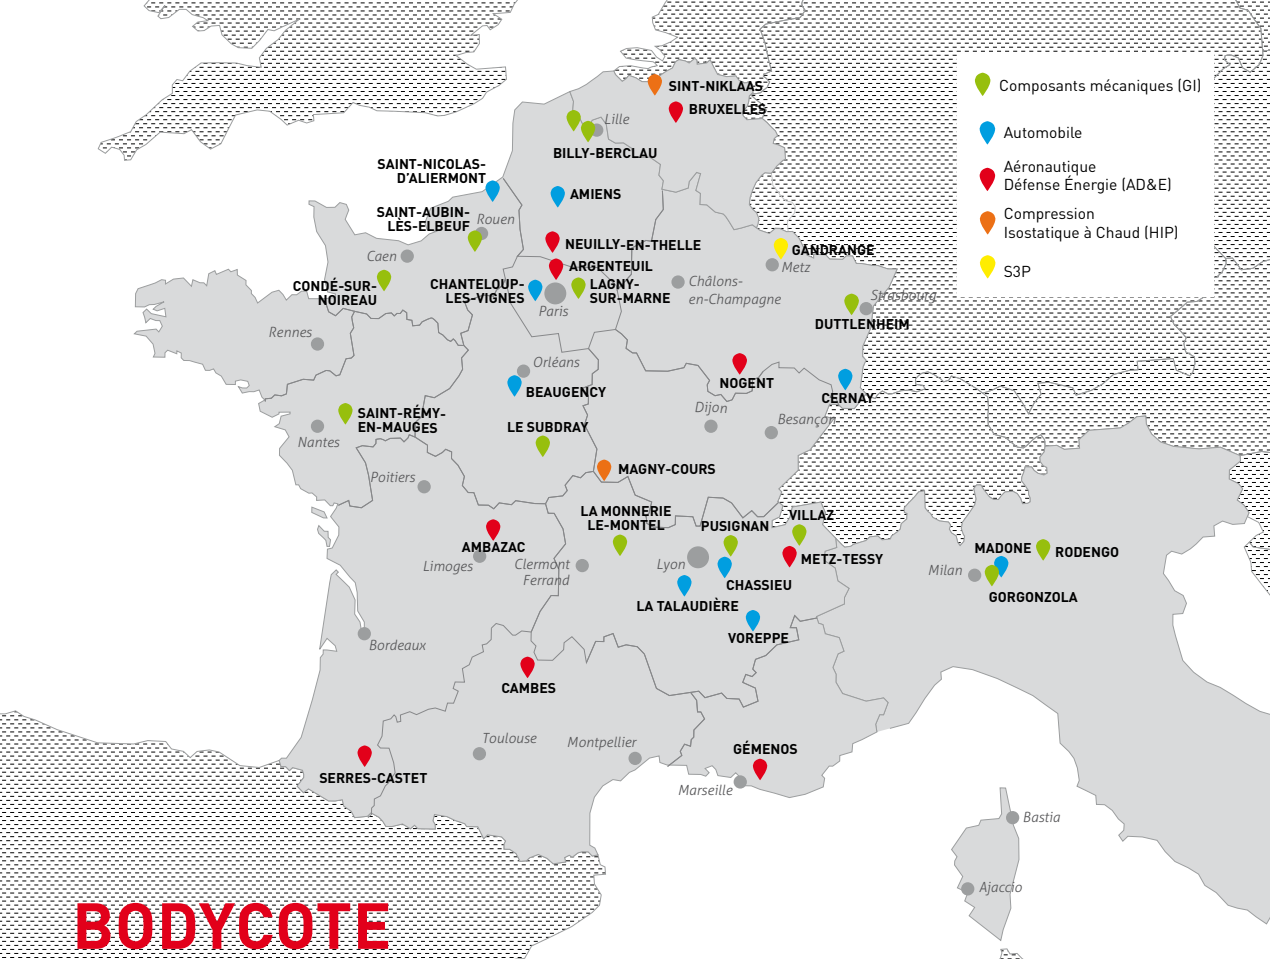 SINT-NIKLAAS
BRUXELLES
Lille
BILLY-BERCLAU
SAINT-NICOLAS-
D'ALIERMONT
AMIENS
SAINT-AUBIN-
LÈS-ELBEUF
Rouen
NEUILLY-EN-THELLE
Caen
ARGENTEUIL
CONDÉ-SUR-
NOIREAU
CHANTELOUP-
LES-VIGNES
LAGNY-
SUR-MARNE
Paris
Châlons-
en-Champagne
GANDRANGE
Metz
Strasbourg
DUTTLENHEIM
Rennes
Orléans
BEAUGENCY
NOGENT
CERNAY
Dijon
Besançon
SAINT-RÉMY-
EN-MAUGES
Nantes
LE SUBDRAY
MAGNY-COURS
Poitiers
AMBAZAC
Limoges
LA MONNERIE
LE-MONTEL
Clermont
Ferrand
PUSIGNAN
VILLAZ
METZ-TESSY
Lyon
CHASSIEU
LA TALAUDIÈRE
VOREPPE
MADONE
RODENGO
Milan
GORGONZOLA
Bordeaux
CAMBES
SERRES-CASTET
Toulouse
Montpellier
GÉMENOS
Marseille
Bastia
Ajaccio
Composants mécaniques (GI)
Automobile
Aéronautique
Défense Énergie (AD&E)
Compression
Isostatique à Chaud (HIP)
S3P
BODYCOTE